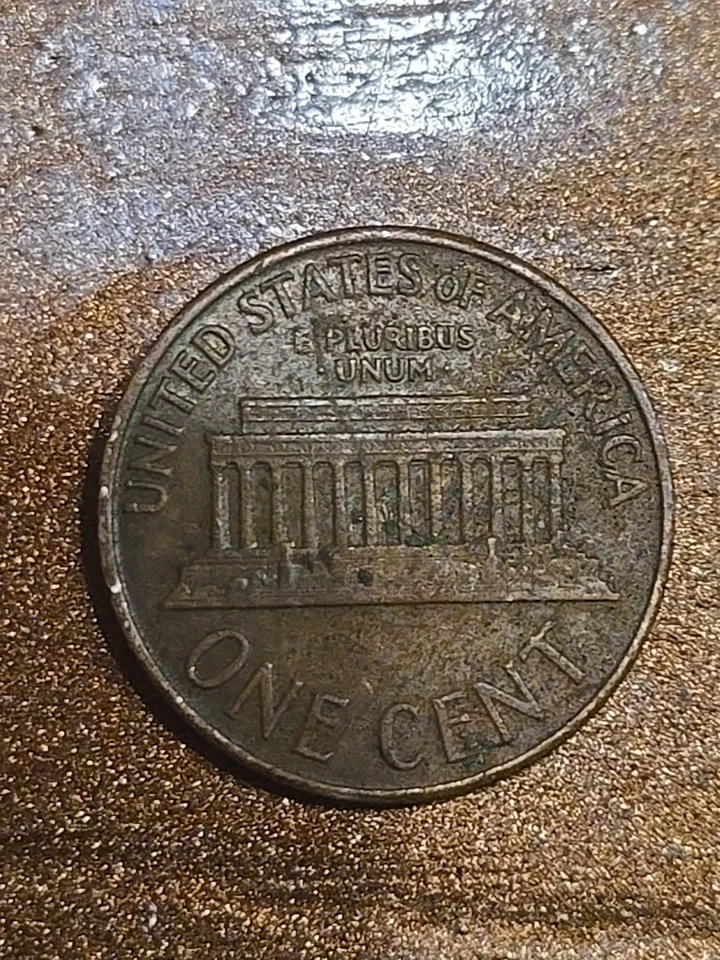 UNITED STATES OF AMERICA
E PLURIBUS
· UNUM ·
ONE CENT